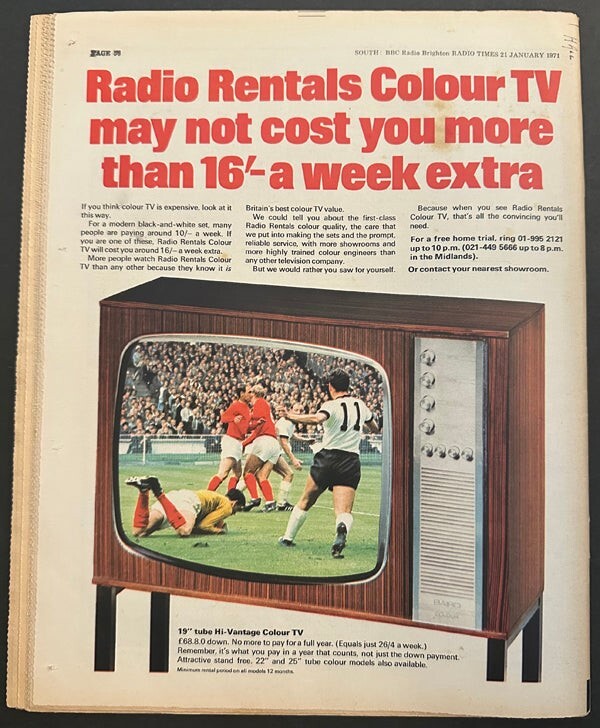 PAGE 56
SOUTH: BBC Radio Brighton RADIO TIMES 21 JANUARY 1971
Radio Rentals Colour TV
may not cost you more
than 16/- a week extra
If you think colour TV is expensive, look at it
this way.
For a modern black-and-white set, many
people are paying around 10/- a week. If
you are one of these, Radio Rentals Colour
TV will cost you around 16/- a week extra.
More people watch Radio Rentals Colour
TV than any other because they know it is
Britain's best colour TV value.
We could tell you about the first-class
Radio Rentals colour quality, the care that
we put into making the sets and the prompt,
reliable service, with more showrooms and
more highly trained colour engineers than
any other television company.
But we would rather you saw for yourself.
Because when you see Radio Rentals
Colour TV, that's all the convincing you'll
need.
For a free home trial, ring 01-995 2121
up to 10 p.m. (021-449 5666 up to 8 p.m.
in the Midlands).
Or contact your nearest showroom.
11
BAIRD
19" tube Hi-Vantage Colour TV
£68.8.0 down. No more to pay for a full year. (Equals just 26/4 a week.)
Remember, it's what you pay in a year that counts, not just the down payment.
Attractive stand free. 22" and 25" tube colour models also available.
Minimum rental period on all models 12 months.